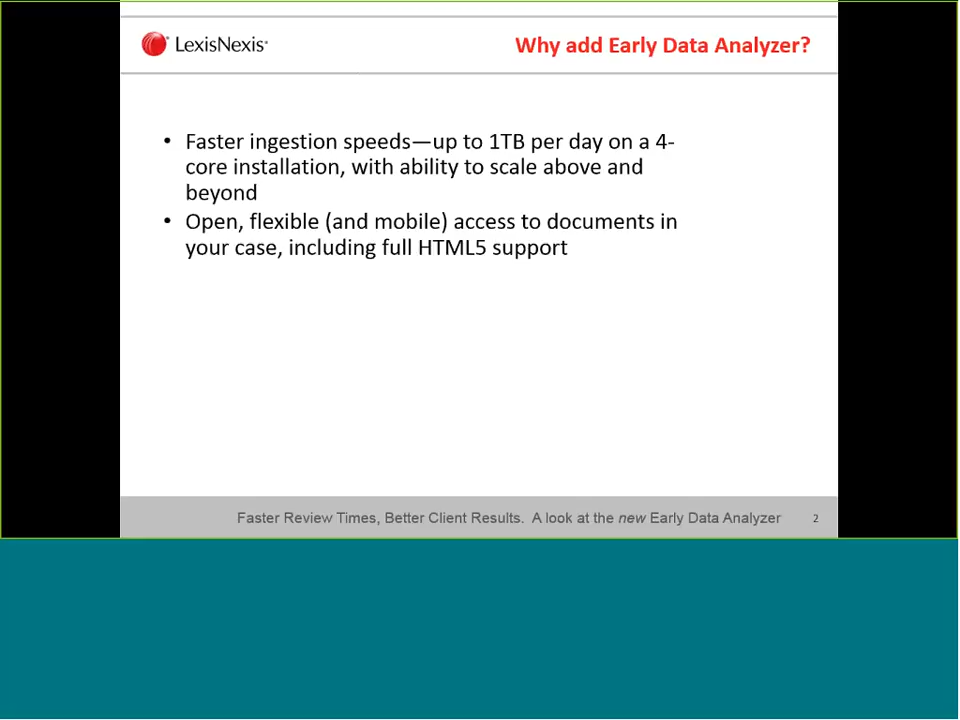 LexisNexis®
Why add Early Data Analyzer?
• Faster ingestion speeds—up to 1TB per day on a 4-
core installation, with ability to scale above and
beyond
• Open, flexible (and mobile) access to documents in
your case, including full HTML5 support
Faster Review Times, Better Client Results. A look at the new Early Data Analyzer 2